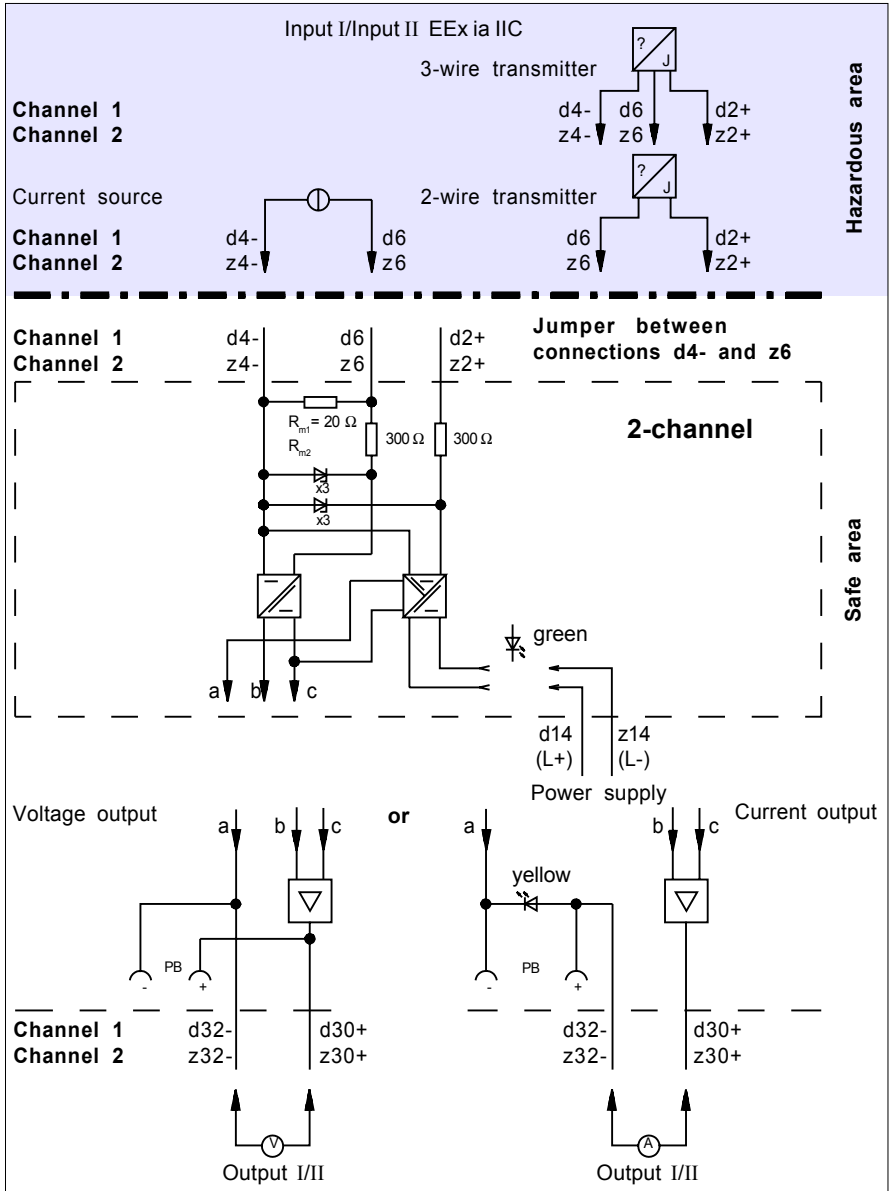 Input I/Input II EEx ia IIC
3-wire transmitter
? J
Channel 1 d4- d6 d2+
Channel 2 z4- z6 z2+
Hazardous area
? J
Current source
2-wire transmitter
Channel 1 d4- d6 d6 d2+
Channel 2 z4- z6 z6 z2+
Channel 1 d4- d6 d2+
Channel 2 z4- z6 z2+
Jumper between
connections d4- and z6
Rm1= 20 Ω
Rm2
300 Ω
300 Ω
2-channel
x3
x3
Safe area
green
a b c
d14 z14
(L+) (L-)
Power supply
Voltage output
a b c
or
a b c
Current output
yellow
PB
- +
PB
- +
Channel 1 d32- d30+ d32- d30+
Channel 2 z32- z30+ z32- z30+
V A
Output I/II Output I/II